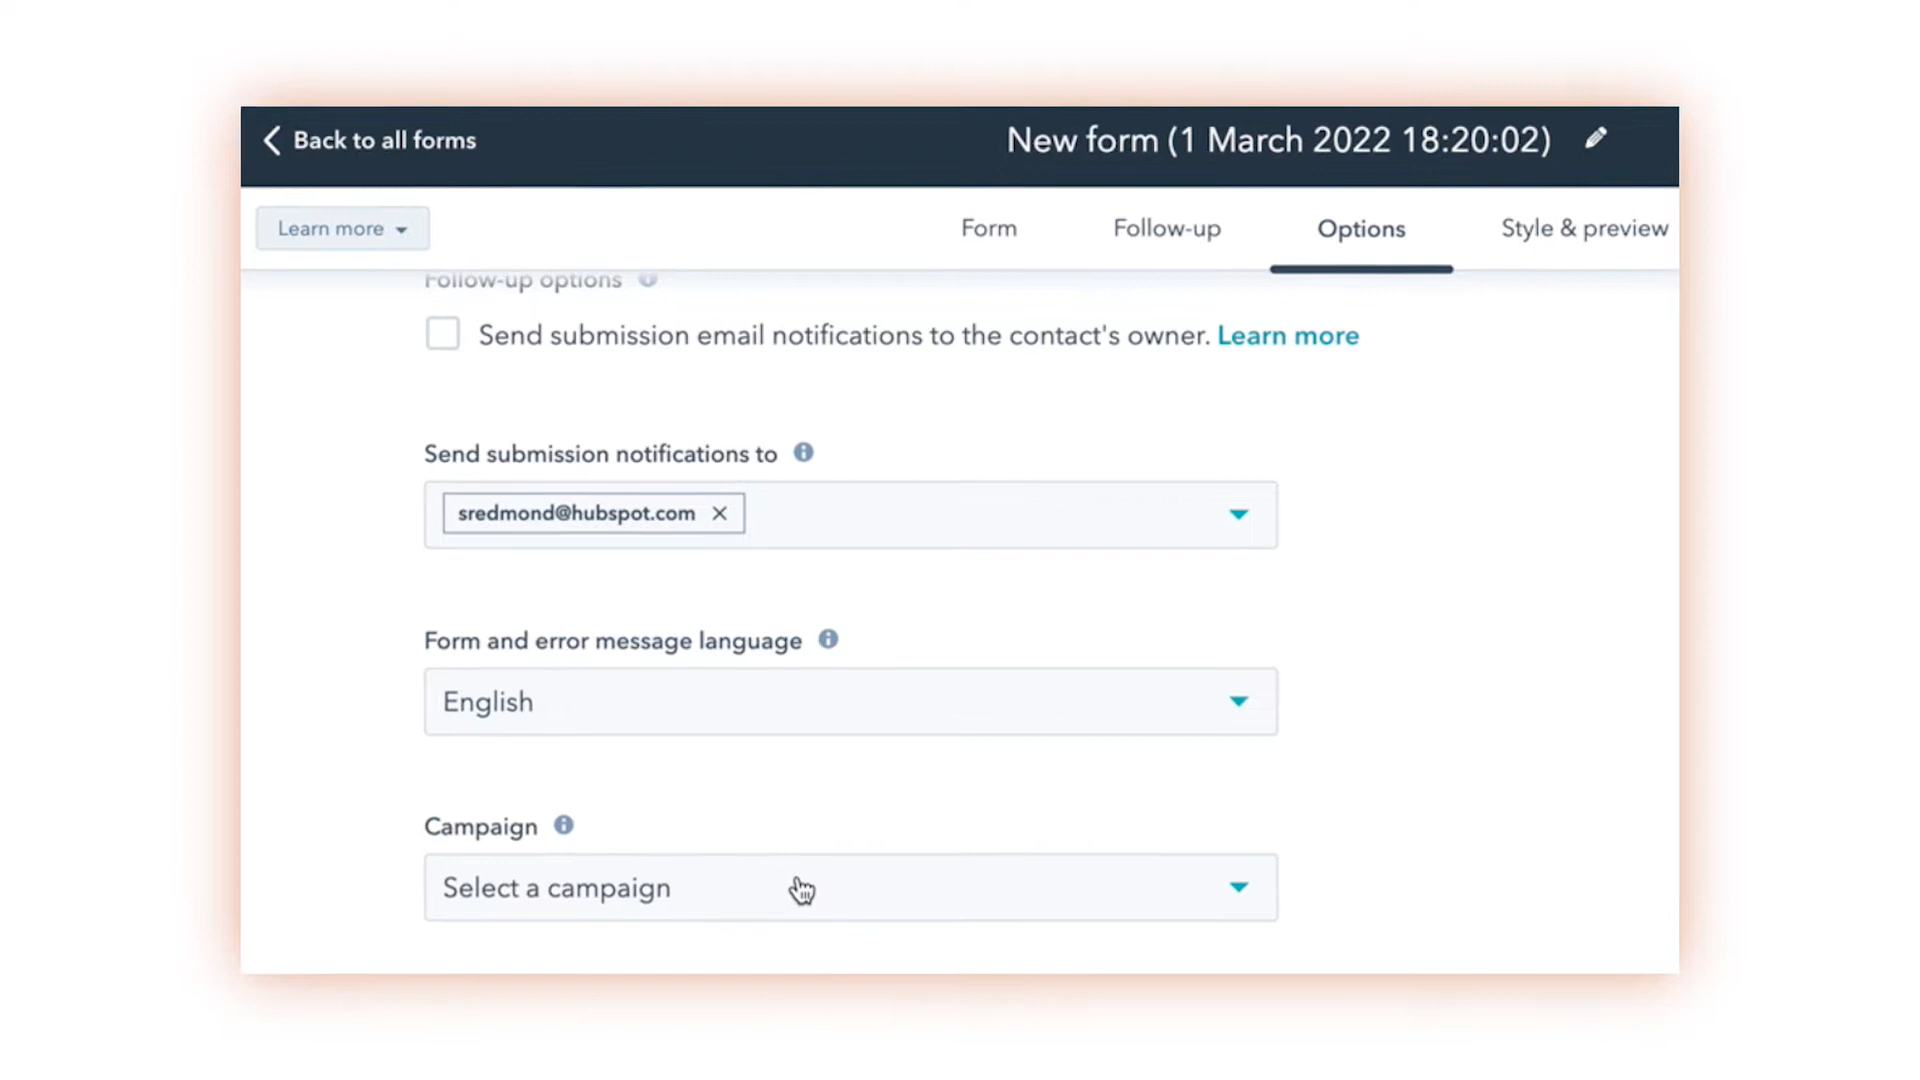 Back to all forms
New form (1 March 2022 18:20:02)
Learn more
Form
Follow-up
Options
Style & preview
Follow-up options
Send submission email notifications to the contact's owner. Learn more
Send submission notifications to
sredmond@hubspot.com
Form and error message language
English
Campaign
Select a campaign